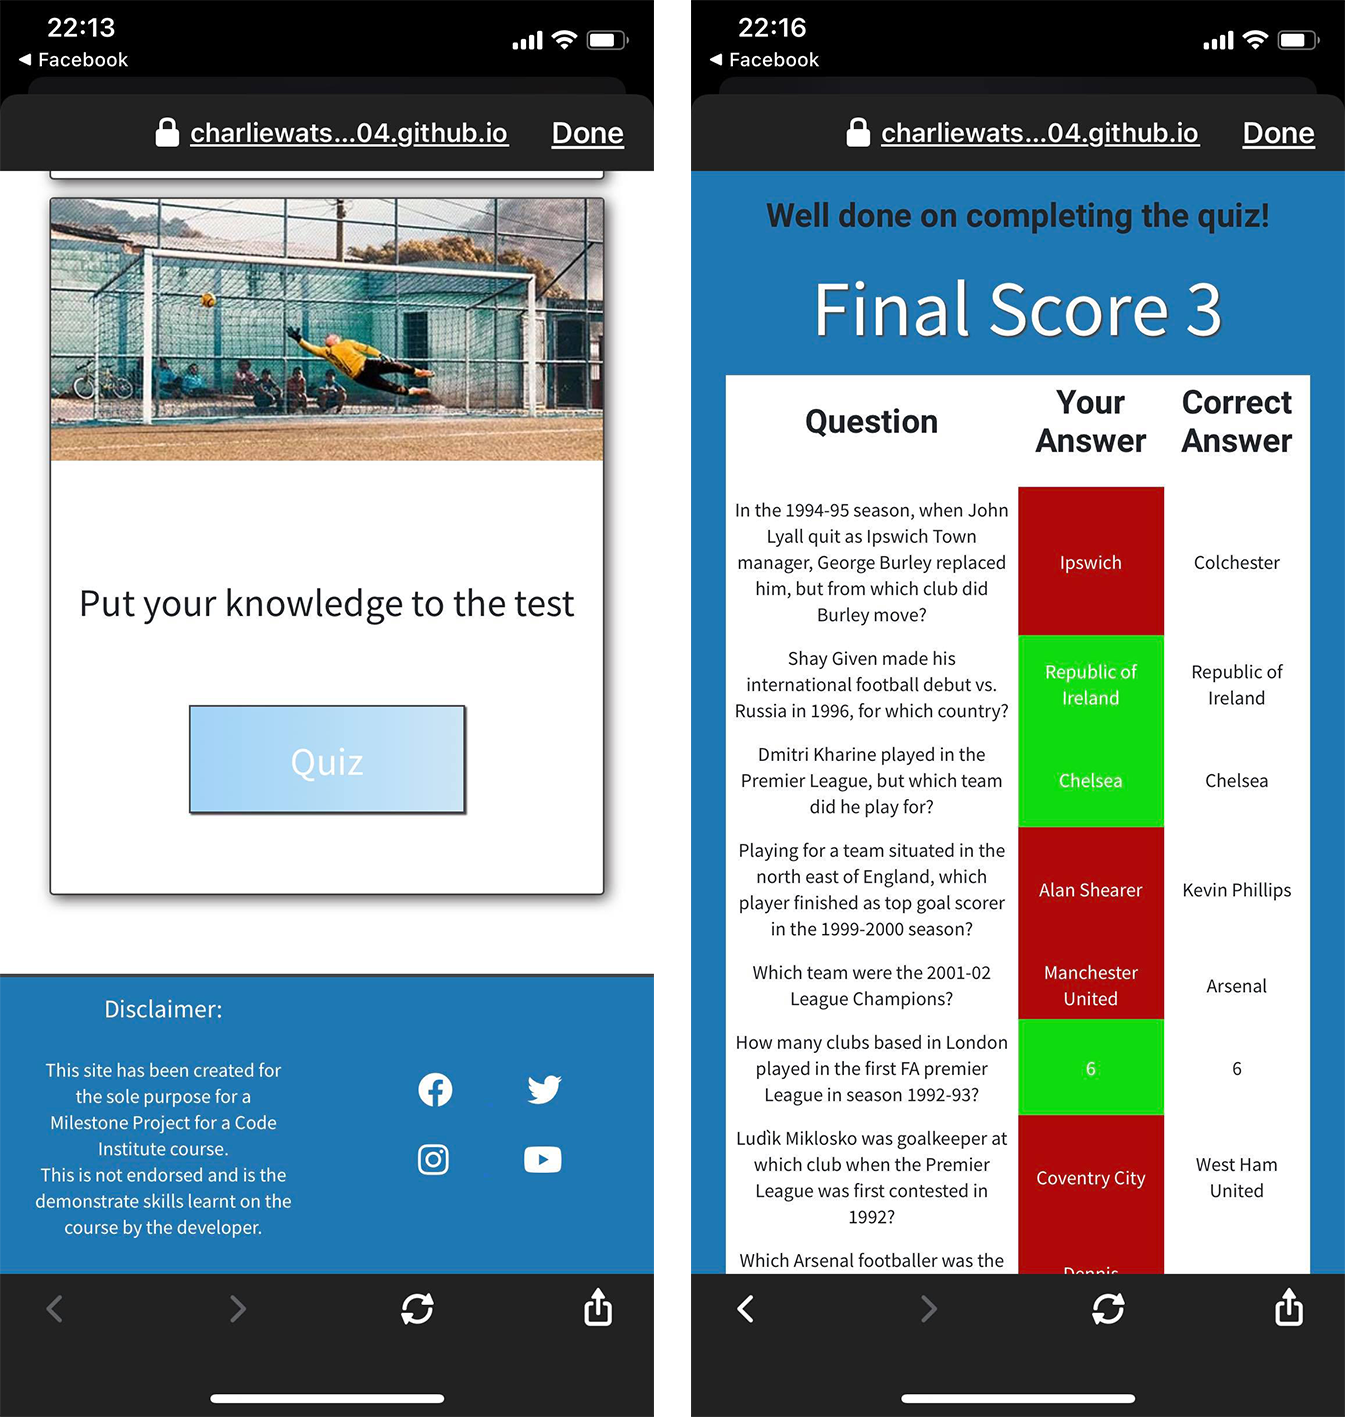 22:13
◀ Facebook
charliewats...04.github.io
Done
Put your knowledge to the test
Quiz
Disclaimer:
This site has been created for
the sole purpose for a
Milestone Project for a Code
Institute course.
This is not endorsed and is the
demonstrate skills learnt on the
course by the developer.
22:16
◀ Facebook
charliewats...04.github.io
Done
Well done on completing the quiz!
Final Score 3
Question
Your
Answer
Correct
Answer
In the 1994-95 season, when John
Lyall quit as Ipswich Town
manager, George Burley replaced
him, but from which club did
Burley move?
Ipswich
Colchester
Shay Given made his
international football debut vs.
Russia in 1996, for which country?
Republic of
Ireland
Republic of
Ireland
Dmitri Kharine played in the
Premier League, but which team
did he play for?
Chelsea
Chelsea
Playing for a team situated in the
north east of England, which
player finished as top goal scorer
in the 1999-2000 season?
Alan Shearer
Kevin Phillips
Which team were the 2001-02
League Champions?
Manchester
United
Arsenal
How many clubs based in London
played in the first FA premier
League in season 1992-93?
6
6
Ludìk Miklosko was goalkeeper at
which club when the Premier
League was first contested in
1992?
Coventry City
West Ham
United
Which Arsenal footballer was the
Dennis